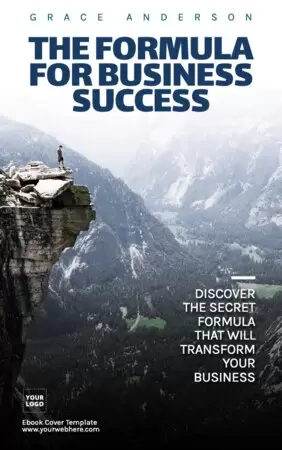 GRACE ANDERSON
THE FORMULA
FOR BUSINESS
SUCCESS
DISCOVER
THE SECRET
FORMULA
THAT WILL
TRANSFORM
YOUR
BUSINESS
YOUR
LOGO
Ebook Cover Template
www.yourwebhere.com